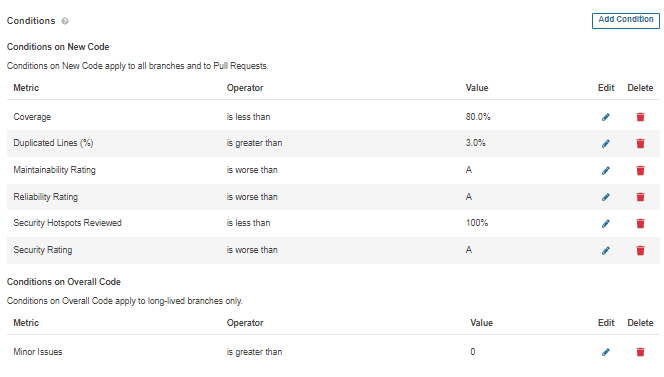 Conditions ?
Add Condition
Conditions on New Code
Conditions on New Code apply to all branches and to Pull Requests.
Metric Operator Value Edit Delete
Coverage is less than 80.0%
Duplicated Lines (%) is greater than 3.0%
Maintainability Rating is worse than A
Reliability Rating is worse than A
Security Hotspots Reviewed is less than 100%
Security Rating is worse than A
Conditions on Overall Code
Conditions on Overall Code apply to long-lived branches only.
Metric Operator Value Edit Delete
Minor Issues is greater than 0